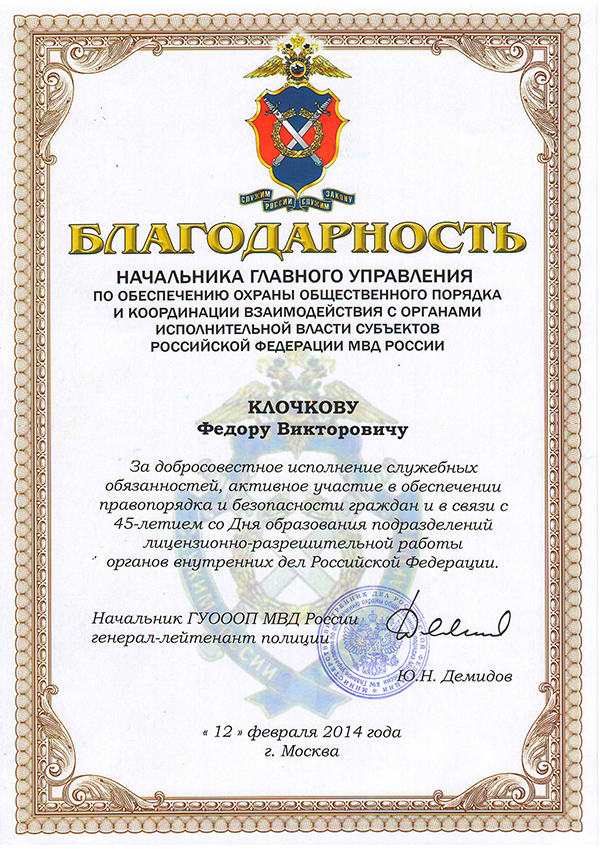 СЛУЖИМ РОССИИ СЛУЖИМ ЗАКОНУ
БЛАГОДАРНОСТЬ
НАЧАЛЬНИКА ГЛАВНОГО УПРАВЛЕНИЯ
ПО ОБЕСПЕЧЕНИЮ ОХРАНЫ ОБЩЕСТВЕННОГО ПОРЯДКА
И КООРДИНАЦИИ ВЗАИМОДЕЙСТВИЯ С ОРГАНАМИ
ИСПОЛНИТЕЛЬНОЙ ВЛАСТИ СУБЪЕКТОВ
РОССИЙСКОЙ ФЕДЕРАЦИИ МВД РОССИИ
КЛОЧКОВУ
Федору Викторовичу
За добросовестное исполнение служебных
обязанностей, активное участие в обеспечении
правопорядка и безопасности граждан и в связи с
45-летием со Дня образования подразделений
лицензионно-разрешительной работы
органов внутренних дел Российской Федерации.
Начальник ГУОООП МВД России
генерал-лейтенант полиции
Ю.Н. Демидов
« 12 » февраля 2014 года
г. Москва